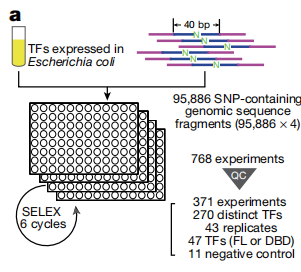 a
40 bp
N
N
N
N
N
TFs expressed in
Escherichia coli
95,886 SNP-containing
genomic sequence
fragments (95,886 × 4)
768 experiments
QC
SELEX
6 cycles
371 experiments
270 distinct TFs
43 replicates
47 TFs (FL or DBD)
11 negative control